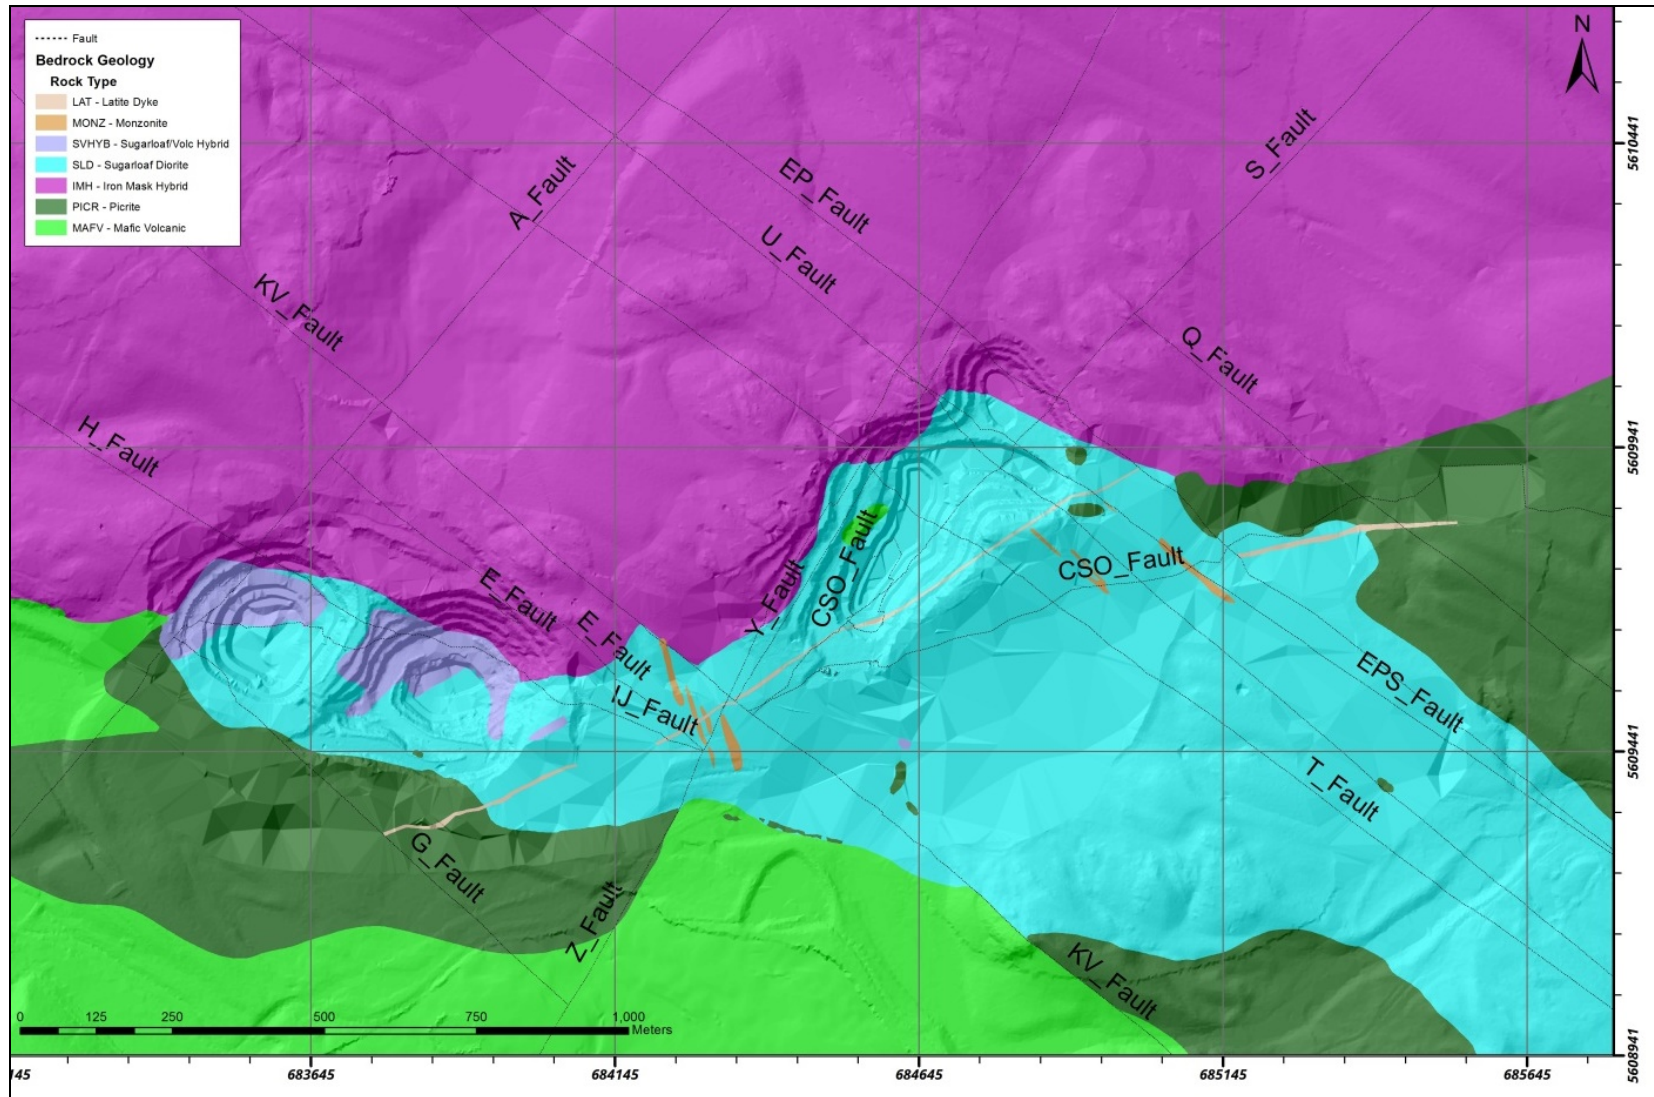 Fault
Bedrock Geology
Rock Type
LAT - Latite Dyke
MONZ - Monzonite
SVHYB - Sugarloaf/Volc Hybrid
SLD - Sugarloaf Diorite
IMH - Iron Mask Hybrid
PICR - Picrite
MAFV - Mafic Volcanic
N
A_Fault
EP_Fault
S_Fault
5610441
U_Fault
KV_Fault
Q_Fault
H_Fault
5609941
E_Fault
E_Fault
Y_Fault
CSO_Fault
CSO_Fault
IJ_Fault
EPS_Fault
5609441
T_Fault
G_Fault
Z_Fault
KV_Fault
0 125 250 500 750 1,000
Meters
5608941
145 683645 684145 684645 685145 685645